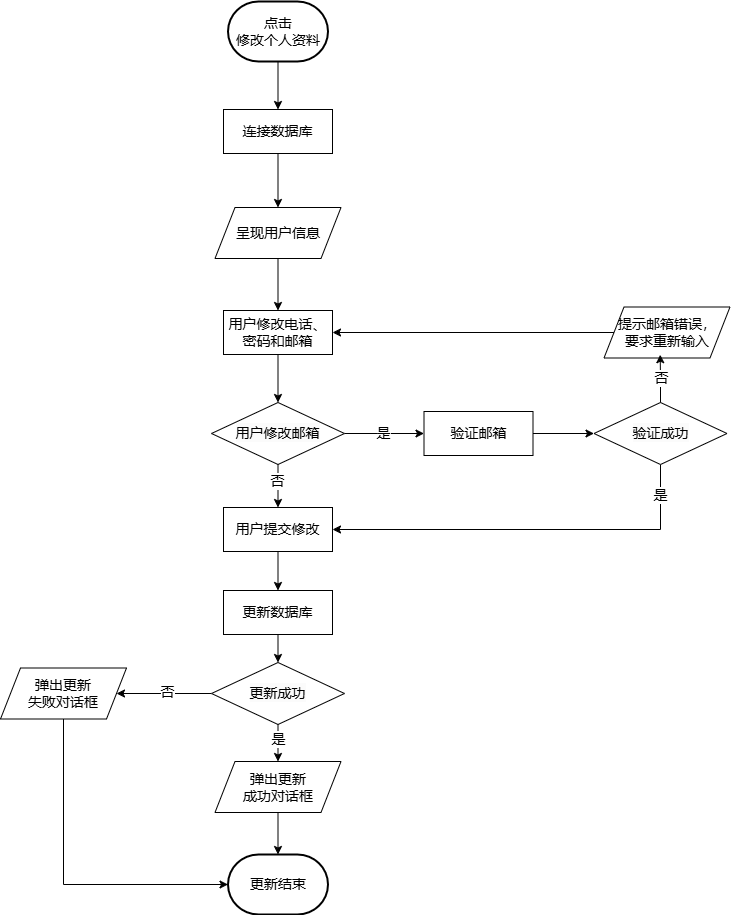 点击
修改个人资料
连接数据库
呈现用户信息
用户修改电话、
密码和邮箱
提示邮箱错误，
要求重新输入
否
用户修改邮箱
是
验证邮箱
验证成功
否
是
用户提交修改
更新数据库
弹出更新
失败对话框
否
更新成功
是
弹出更新
成功对话框
更新结束